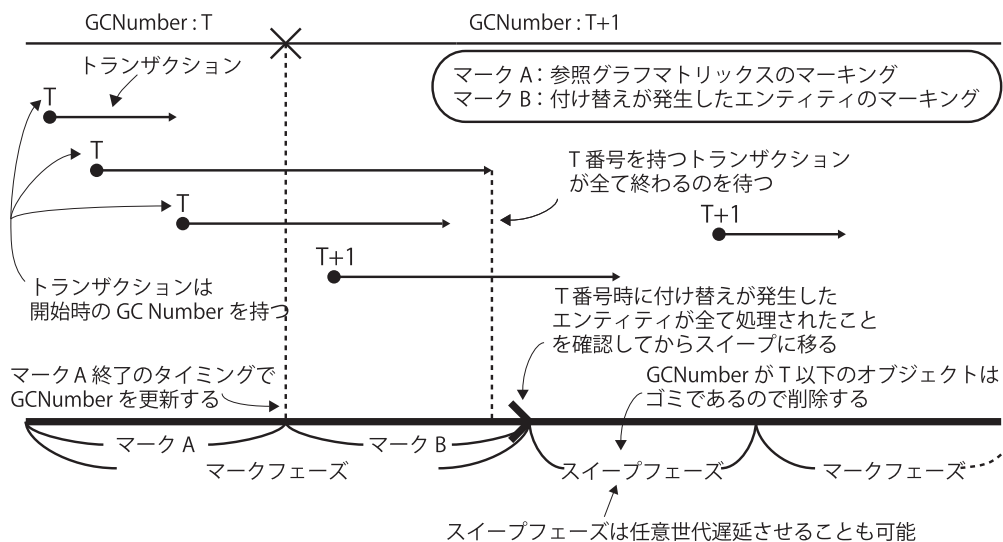 GCNumber : T
GCNumber : T+1
トランザクション
マーク A：参照グラフマトリックスのマーキング
マーク B：付け替えが発生したエンティティのマーキング
T
T
T番号を持つトランザクション
が全て終わるのを待つ
T
T+1
T+1
トランザクションは
開始時の GC Number を持つ
T番号時に付け替えが発生した
エンティティが全て処理されたこと
を確認してからスイープに移る
マークA 終了のタイミングで
GCNumber を更新する
GCNumber が T 以下のオブジェクトは
ゴミであるので削除する
マーク A
マーク B
マークフェーズ
スイープフェーズ
マークフェーズ
スイープフェーズは任意世代遅延させることも可能